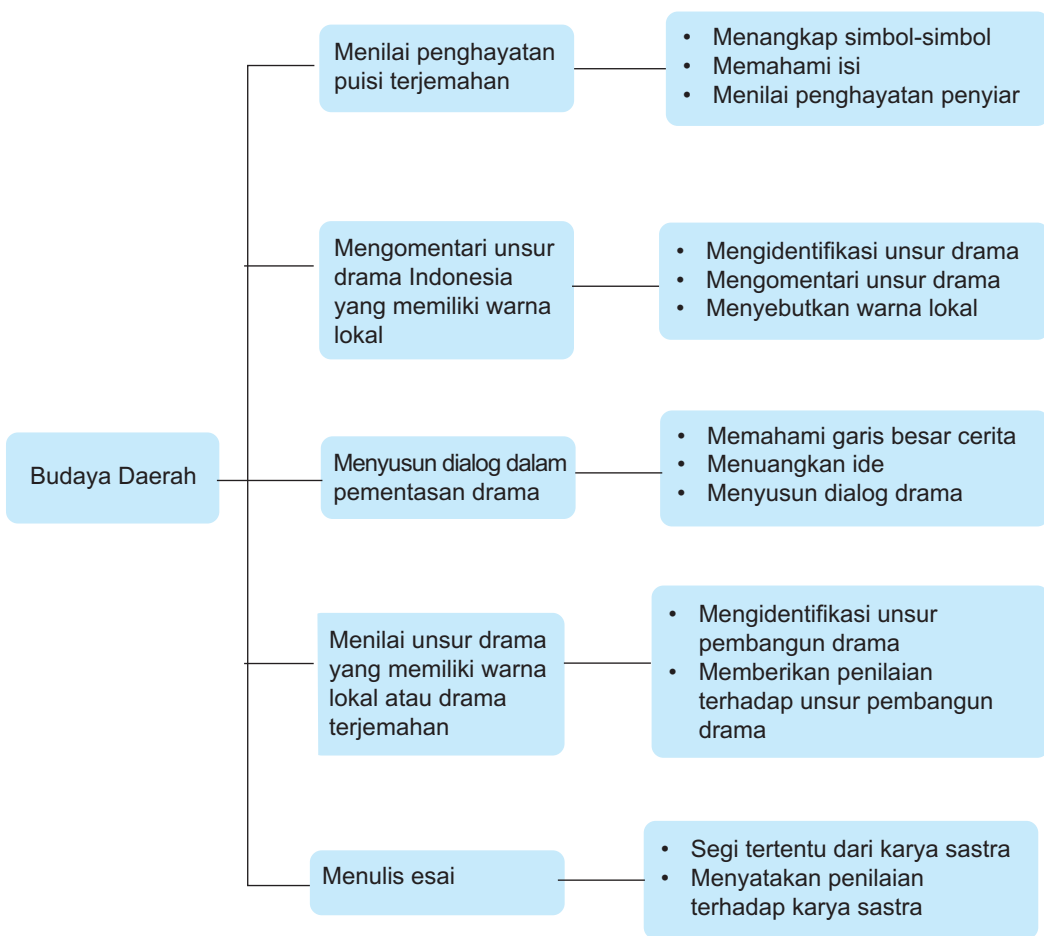 Budaya Daerah
Menilai penghayatan
puisi terjemahan
• Menangkap simbol-simbol
• Memahami isi
• Menilai penghayatan penyiar
Mengomentari unsur
drama Indonesia
yang memiliki warna
lokal
• Mengidentifikasi unsur drama
• Mengomentari unsur drama
• Menyebutkan warna lokal
Menyusun dialog dalam
pementasan drama
• Memahami garis besar cerita
• Menuangkan ide
• Menyusun dialog drama
Menilai unsur drama
yang memiliki warna
lokal atau drama
terjemahan
• Mengidentifikasi unsur
pembangun drama
• Memberikan penilaian
terhadap unsur pembangun
drama
Menulis esai
• Segi tertentu dari karya sastra
• Menyatakan penilaian
terhadap karya sastra